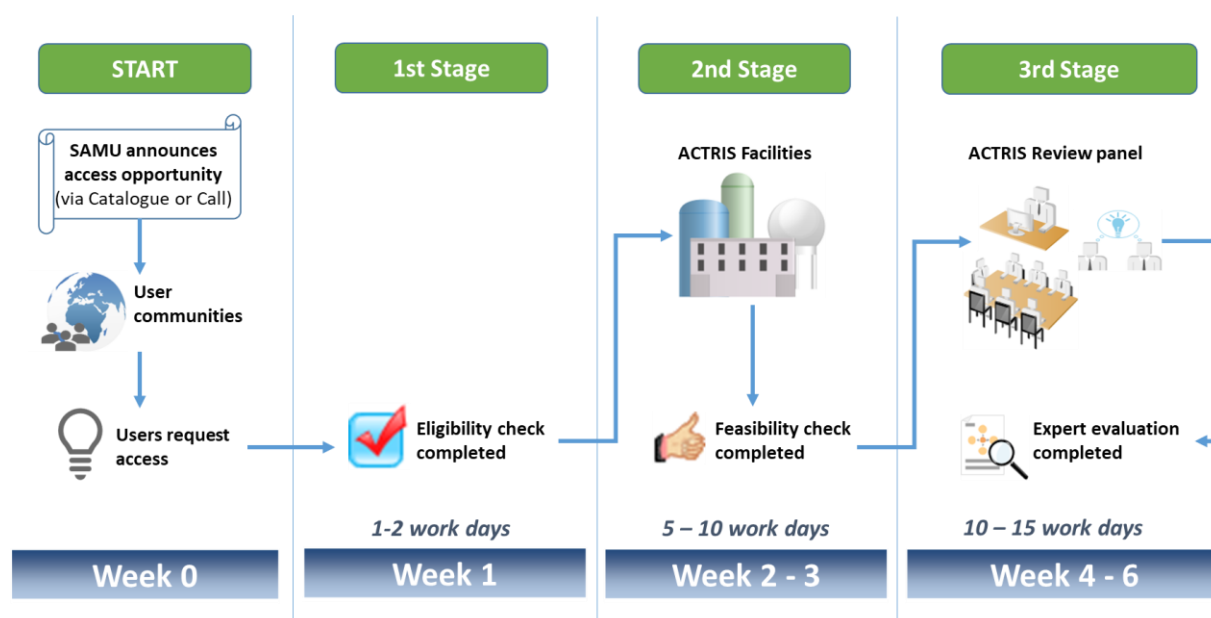 START
SAMU announces
access opportunity
(via Catalogue or Call)
User
communities
Users request
access
Week 0
1st Stage
Eligibility check
completed
1-2 work days
Week 1
2nd Stage
ACTRIS Facilities
Feasibility check
completed
5 – 10 work days
Week 2 - 3
3rd Stage
ACTRIS Review panel
Expert evaluation
completed
10 – 15 work days
Week 4 - 6